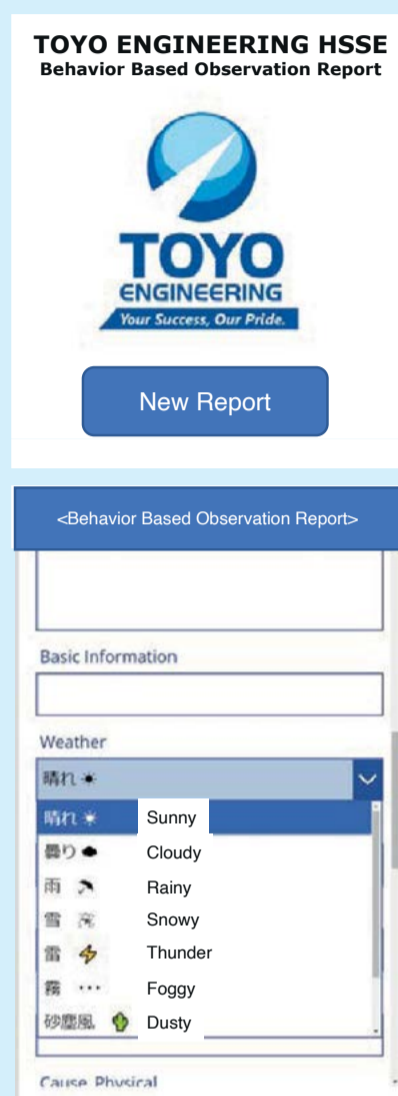 TOYO ENGINEERING HSSE
Behavior Based Observation Report
TOYO
ENGINEERING
Your Success, Our Pride.
New Report
<Behavior Based Observation Report>
Basic Information
Weather
晴れ ☀
晴れ ☀ Sunny
曇り ☁ Cloudy
雨 Rainy
雪 Snowy
雷 ⚡ Thunder
霧 ... Foggy
砂塵風 🌵 Dusty
Cause Physical